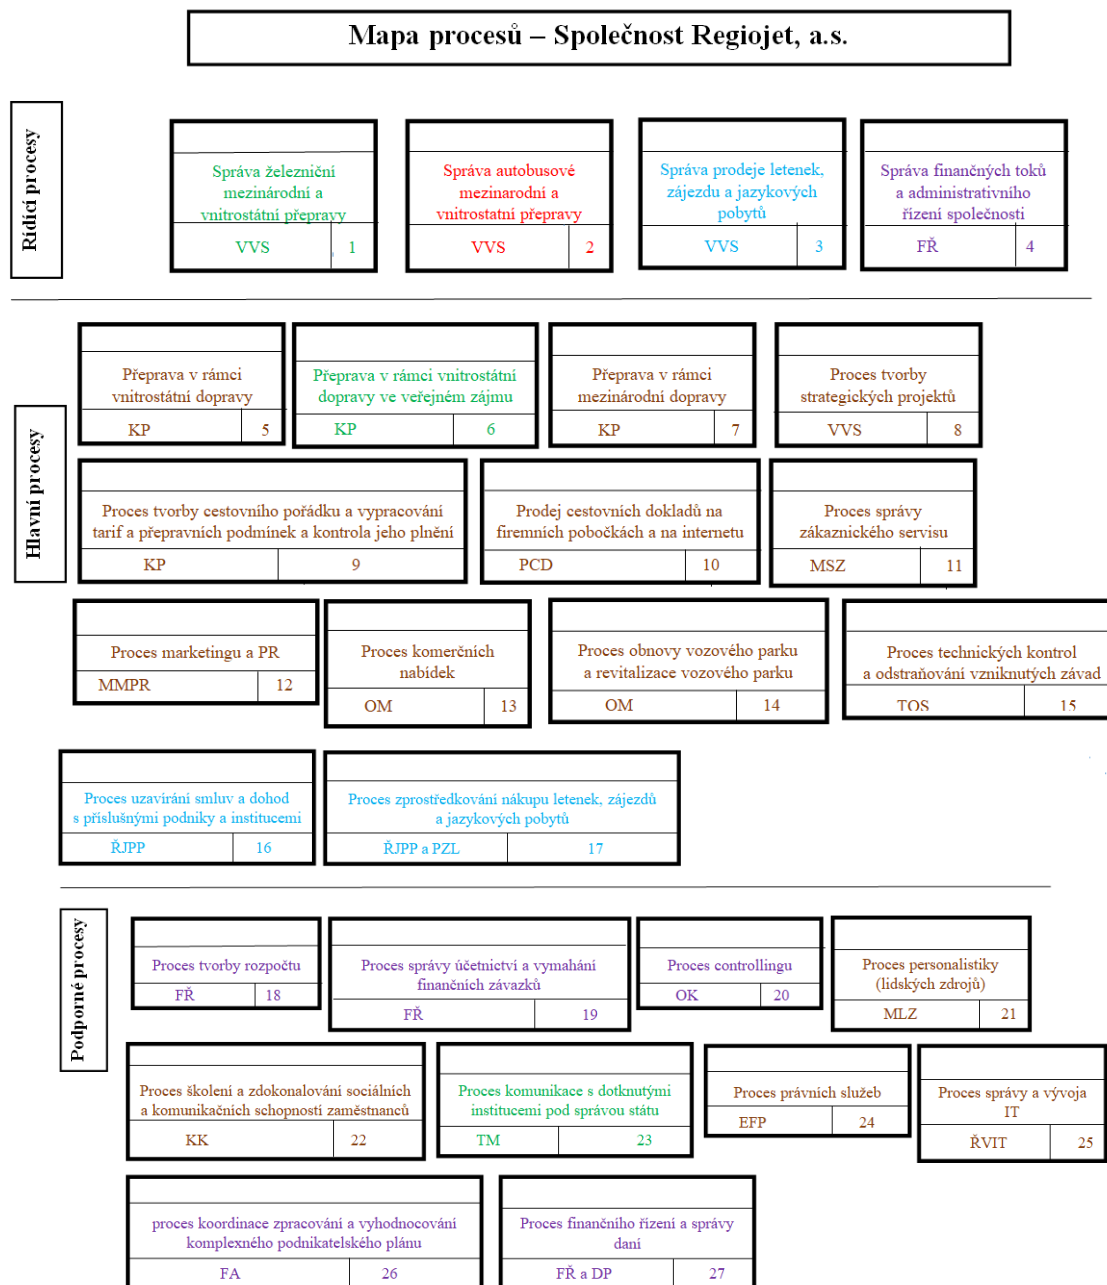 Mapa procesů – Společnost Regiojet, a.s.
Rídící procesy
Správa železniční
mezinárodní a
vnitrostátní přepravy
VVS 1
Správa autobusové
mezinarodní a
vnitrostatní přepravy
VVS 2
Správa prodeje letenek,
zájezdu a jazykových
pobytů
VVS 3
Správa finančných toků
a administrativního
řízení společnosti
FŘ 4
Hlavní procesy
Přeprava v rámci
vnitrostátní dopravy
KP 5
Přeprava v rámci vnitrostátní
dopravy ve veřejném zájmu
KP 6
Přeprava v rámci
mezinárodní dopravy
KP 7
Proces tvorby
strategických projektů
VVS 8
Proces tvorby cestovního pořádku a vypracování
tarif a přepravních podmínek a kontrola jeho plnění
KP 9
Prodej cestovních dokladů na
firemních pobočkách a na internetu
PCD 10
Proces správy
zákaznického servisu
MSZ 11
Proces marketingu a PR
MMPR 12
Proces komerčních
nabídek
OM 13
Proces obnovy vozového parku
a revitalizace vozového parku
OM 14
Proces technických kontrol
a odstraňování vzniknutých závad
TOS 15
Proces uzavírání smluv a dohod
s příslušnými podniky a institucemi
ŘJPP 16
Proces zprostředkování nákupu letenek, zájezdů
a jazykových pobytů
ŘJPP a PZL 17
Podporné procesy
Proces tvorby rozpočtu
FŘ 18
Proces správy účetnictví a vymahání
finančních závazků
FŘ 19
Proces controllingu
OK 20
Proces personalistiky
(lidských zdrojů)
MLZ 21
Proces školení a zdokonalování sociálních
a komunikačních schopností zaměstnanců
KK 22
Proces komunikace s dotknutými
institucemi pod správou státu
TM 23
Proces právních služeb
EFP 24
Proces správy a vývoja
IT
ŘVIT 25
proces koordinace zpracování a vyhodnocování
komplexného podnikatelského plánu
FA 26
Proces finančního řízení a správy
daní
FŘ a DP 27